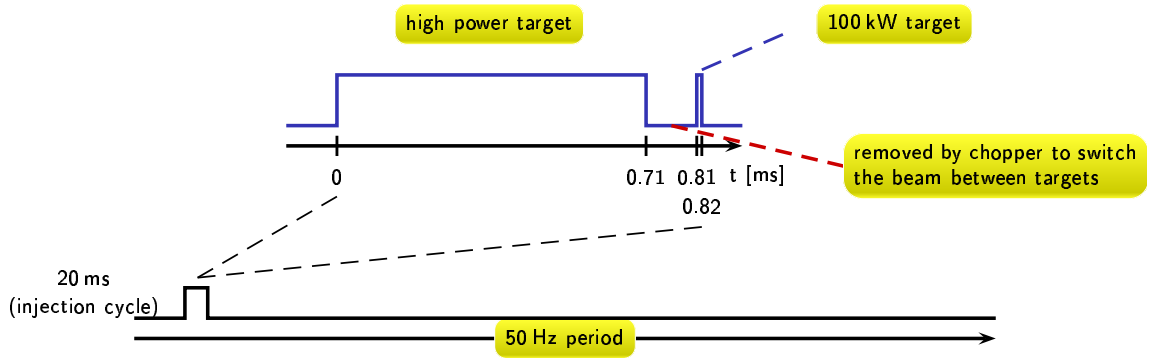 high power target
100 kW target
removed by chopper to switch
the beam between targets
0
0.71
0.81
t [ms]
0.82
20 ms
(injection cycle)
50 Hz period